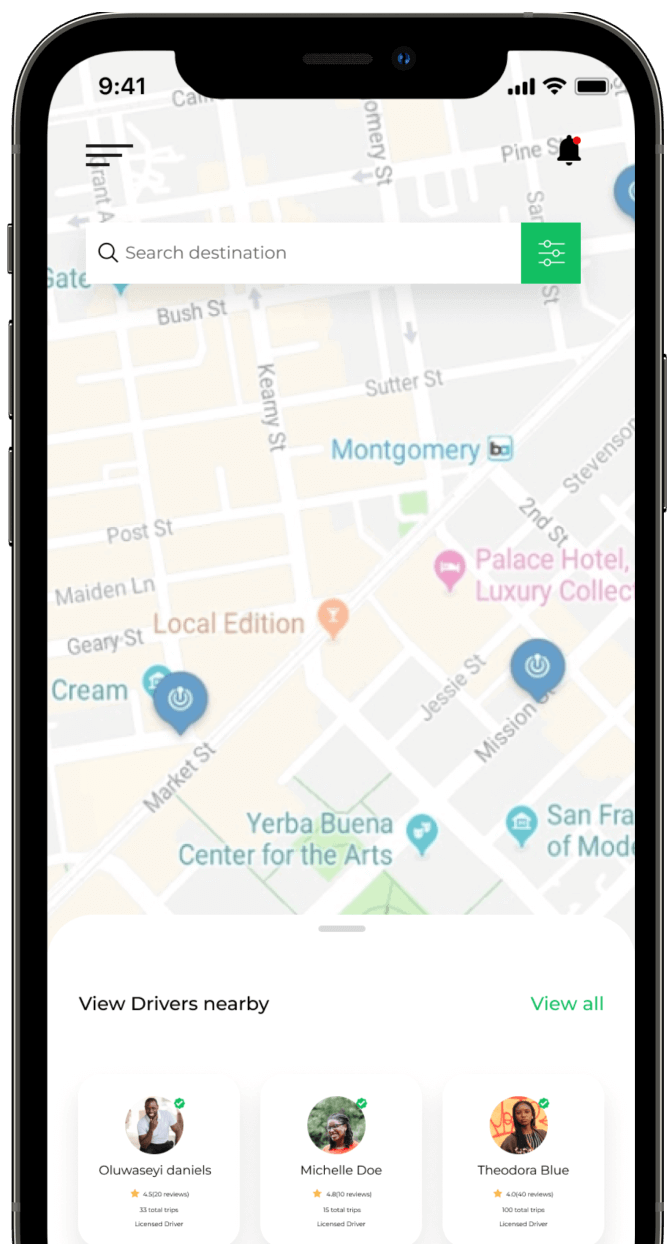 9:41
Pine S
Grant A
omery St
San
St
Search destination
Gate
Bush St
Kearny St
Sutter St
Montgomery ba
Stevenson
2nd St
Post St
Palace Hotel,
Luxury Collec
Maiden Ln
Local Edition
Geary St
Cream
Jessie St
Mission St
Market St
Yerba Buena
Center for the Arts
San Fra
of Mode
View Drivers nearby
View all
Oluwaseyi daniels
4.5(20 reviews)
33 total trips
Licensed Driver
Michelle Doe
4.8(10 reviews)
15 total trips
Licensed Driver
Theodora Blue
4.0(40 reviews)
100 total trips
Licensed Driver